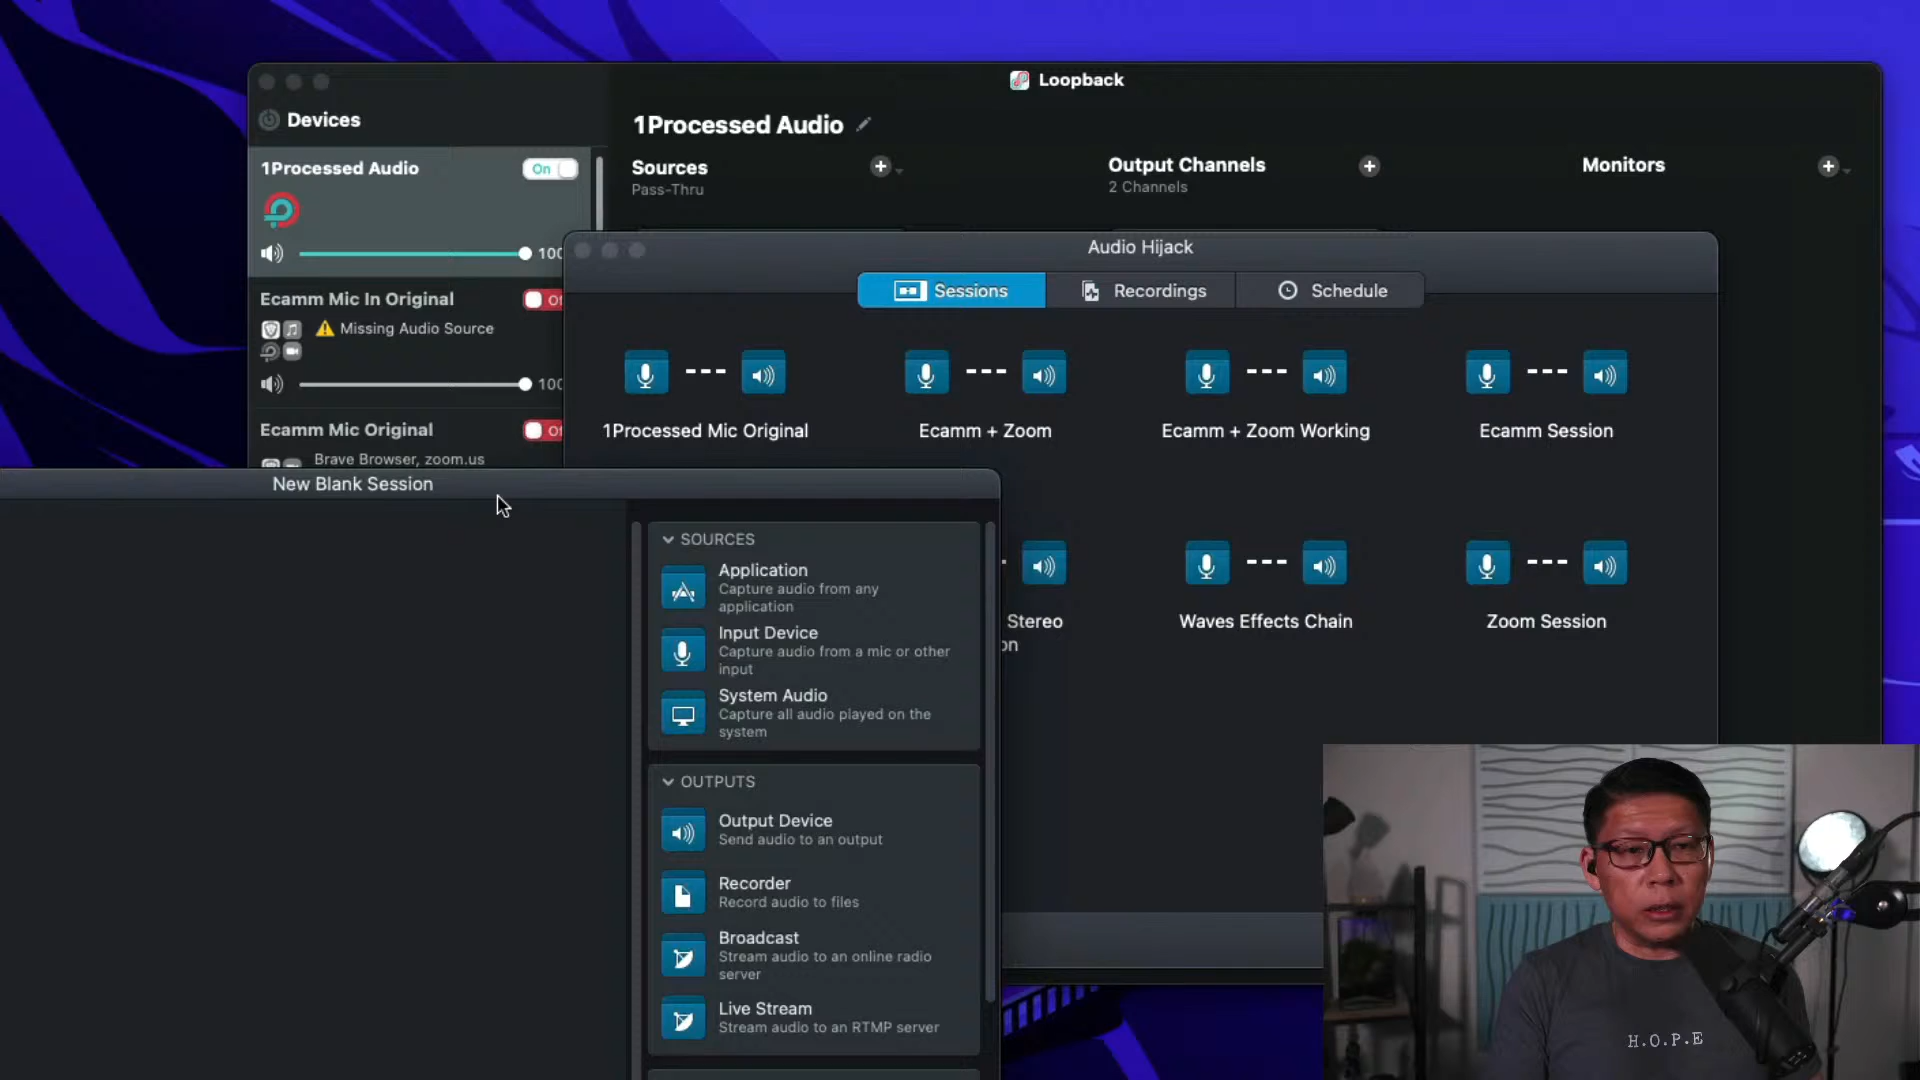 Loopback
Devices
1Processed Audio
On
100
Ecamm Mic In Original
Missing Audio Source
100
Ecamm Mic Original
Brave Browser, zoom.us
1Processed Audio
Sources
Pass-Thru
Output Channels
2 Channels
Monitors
Audio Hijack
Sessions
Recordings
Schedule
1Processed Mic Original
Ecamm + Zoom
Ecamm + Zoom Working
Ecamm Session
Stereo
on
Waves Effects Chain
Zoom Session
New Blank Session
SOURCES
Application
Capture audio from any
application
Input Device
Capture audio from a mic or other
input
System Audio
Capture all audio played on the
system
OUTPUTS
Output Device
Send audio to an output
Recorder
Record audio to files
Broadcast
Stream audio to an online radio
server
Live Stream
Stream audio to an RTMP server
H.O.P.E